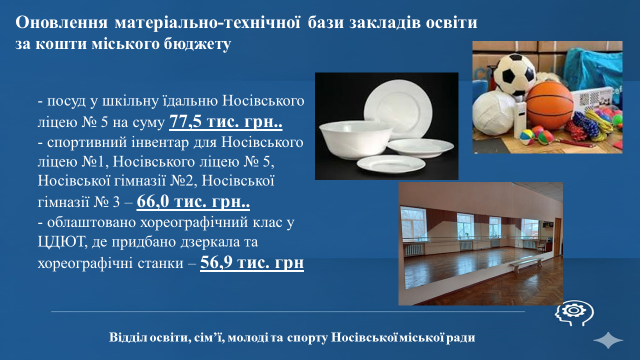 Оновлення матеріально-технічної бази закладів освіти
за кошти міського бюджету
- посуд у шкільну їдальню Носівського
ліцею № 5 на суму 77,5 тис. грн..
- спортивний інвентар для Носівського
ліцею №1, Носівського ліцею № 5,
Носівської гімназії №2, Носівської
гімназії № 3 – 66,0 тис. грн..
- облаштовано хореографічний клас у
ЦДЮТ, де придбано дзеркала та
хореографічні станки – 56,9 тис. грн
Відділ освіти, сім’ї, молоді та спорту Носівської міської ради